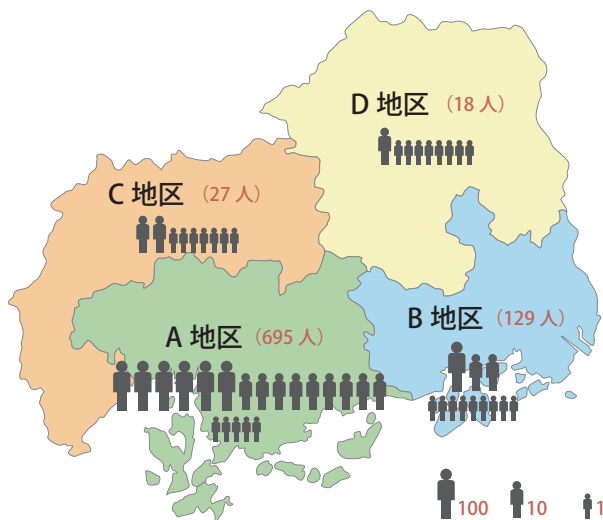 D 地区 （18 人）
C 地区 （27 人）
A 地区 （695 人）
B 地区 （129 人）
100 10 1